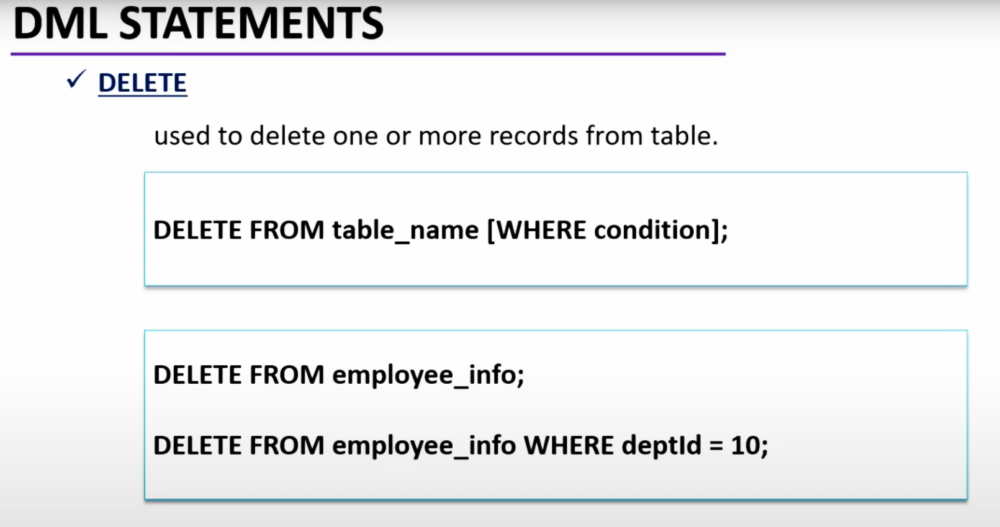 DML STATEMENTS
✓ DELETE
used to delete one or more records from table.
DELETE FROM table_name [WHERE condition];
DELETE FROM employee_info;
DELETE FROM employee_info WHERE deptId = 10;